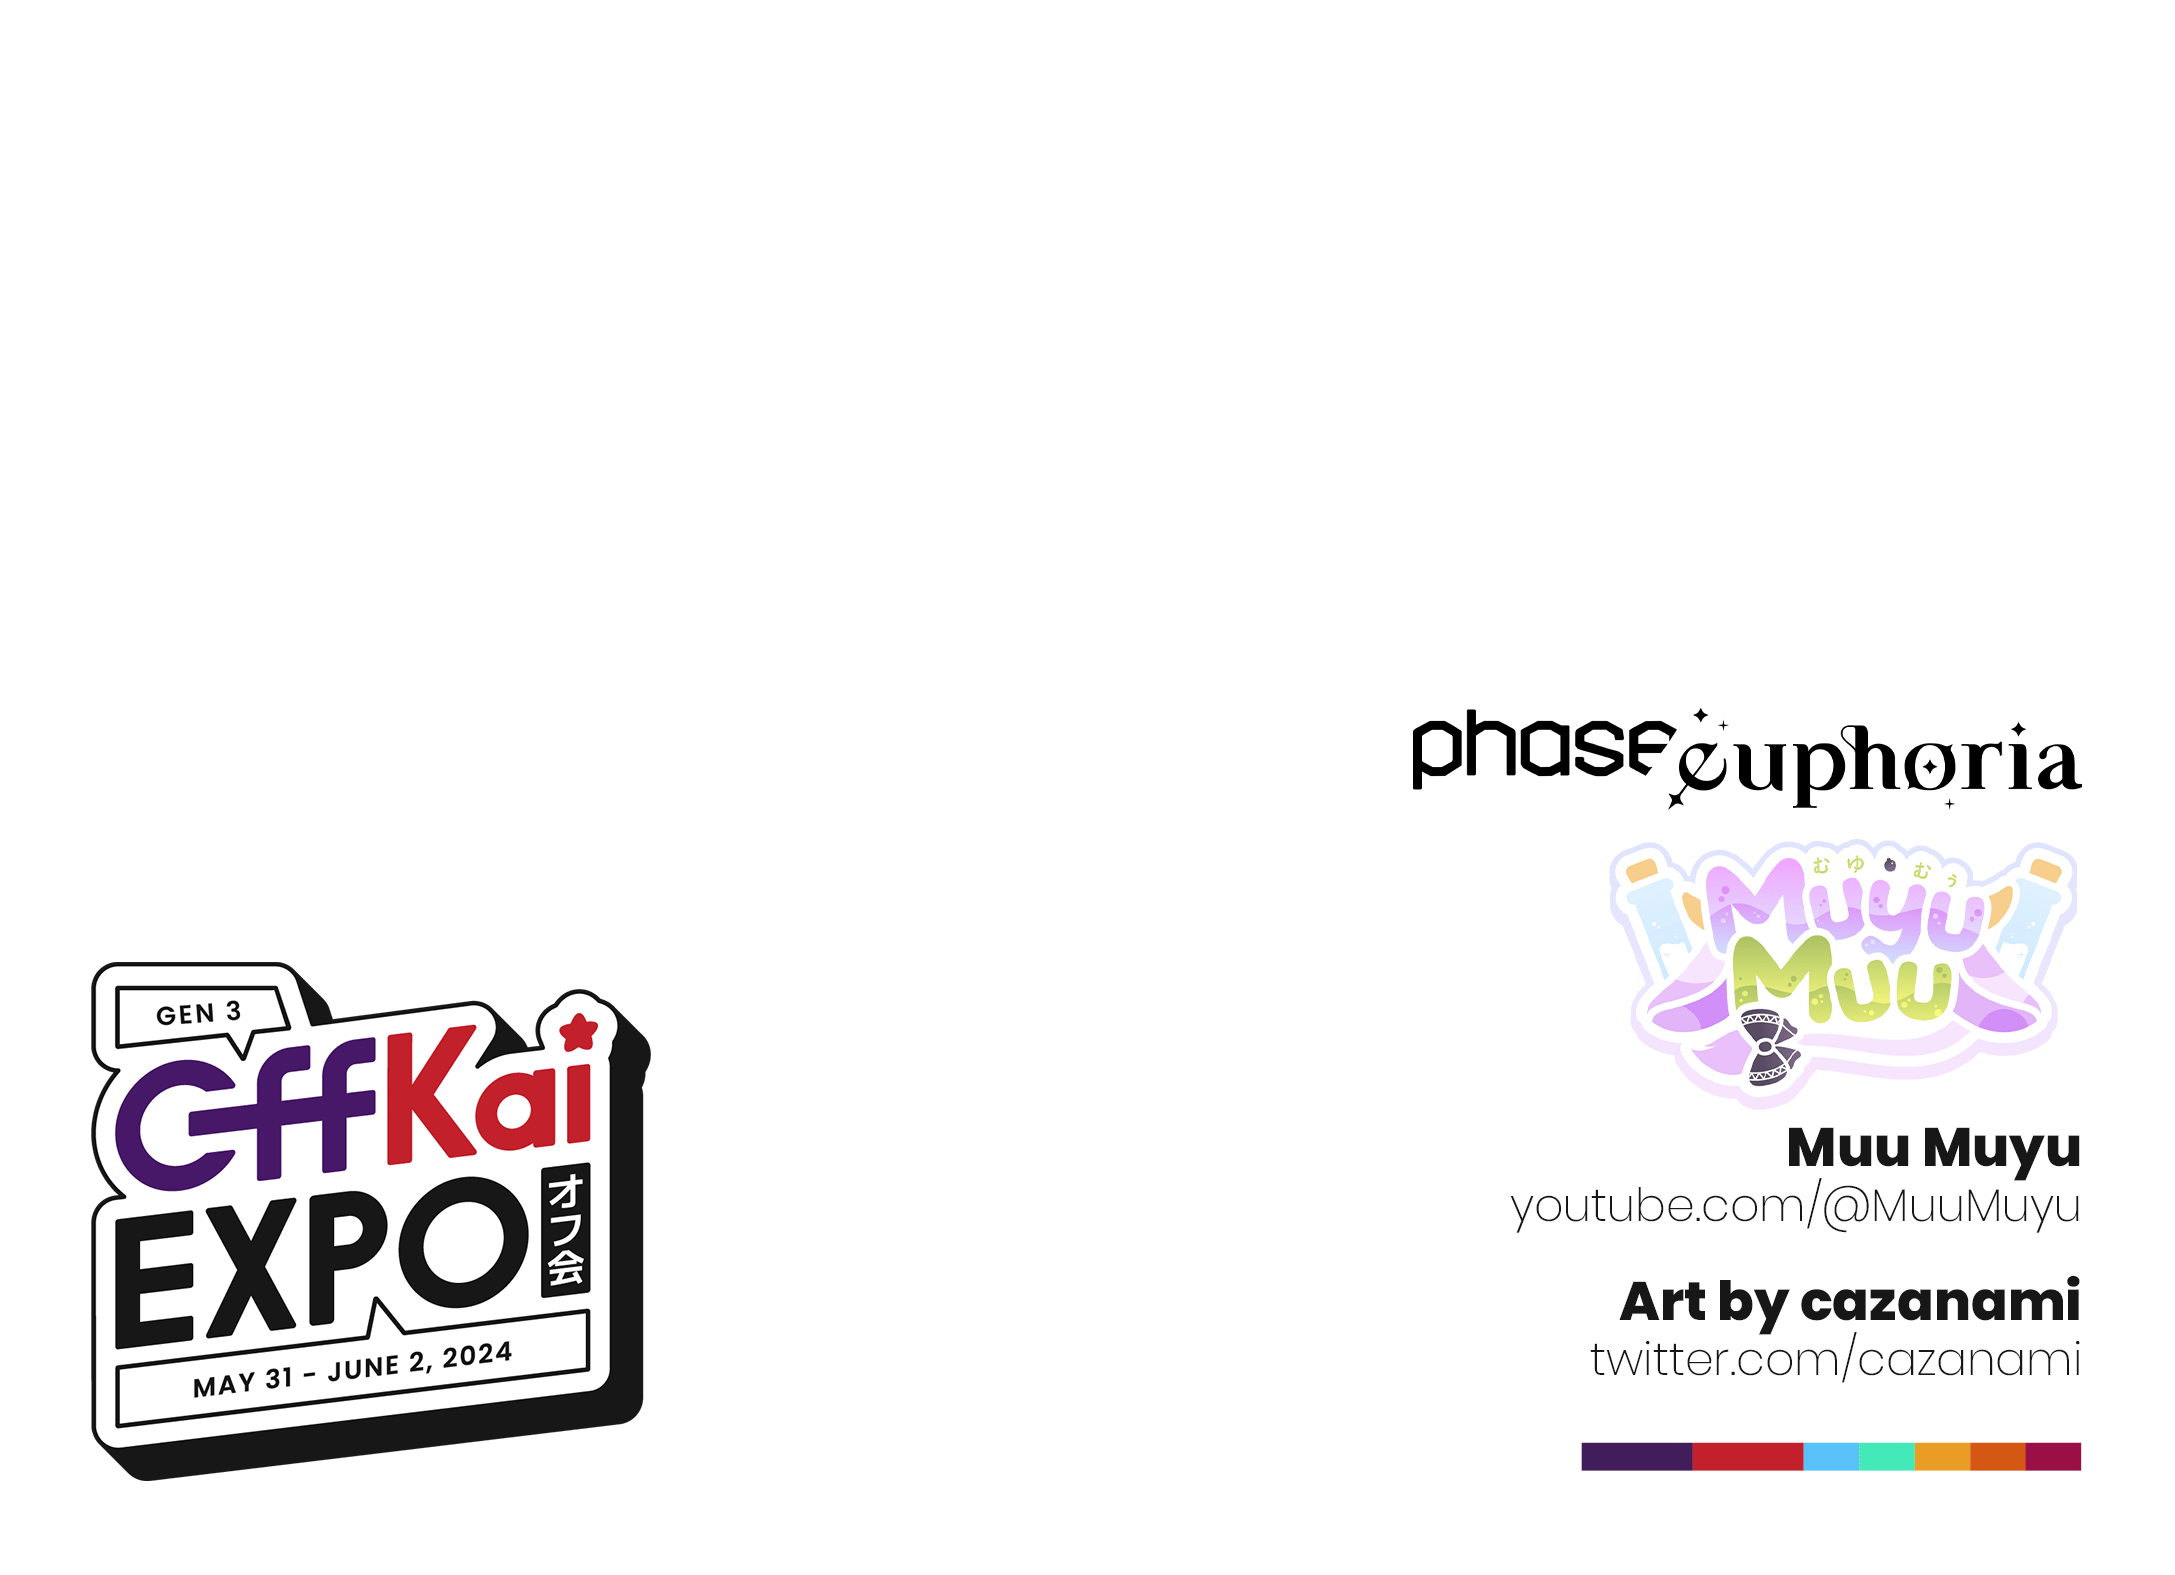 GEN 3
OffKai
EXPO
オフ会
MAY 31 - JUNE 2, 2024
phase euphoria
むゆ むぅ
Muyu
Muu
Muu Muyu
youtube.com/@MuuMuyu
Art by cazanami
twitter.com/cazanami